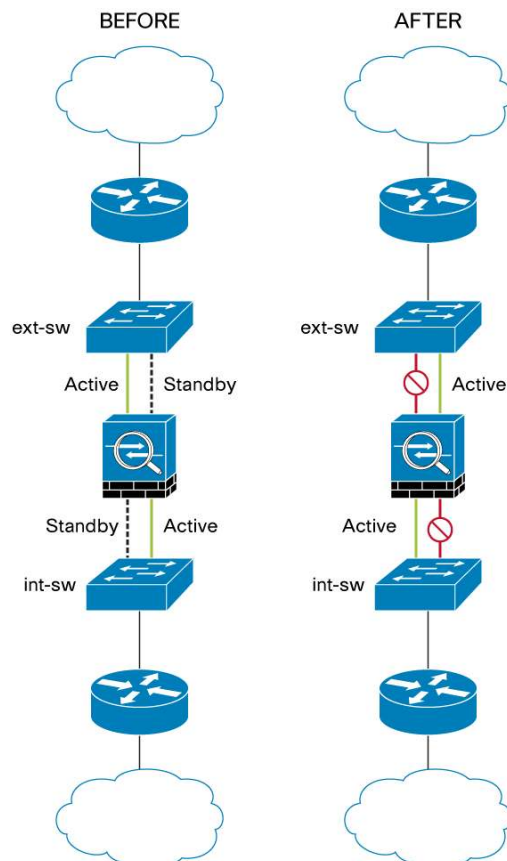 BEFORE
AFTER
ext-sw
Active
Standby
Standby
Active
int-sw
ext-sw
Active
Active
int-sw